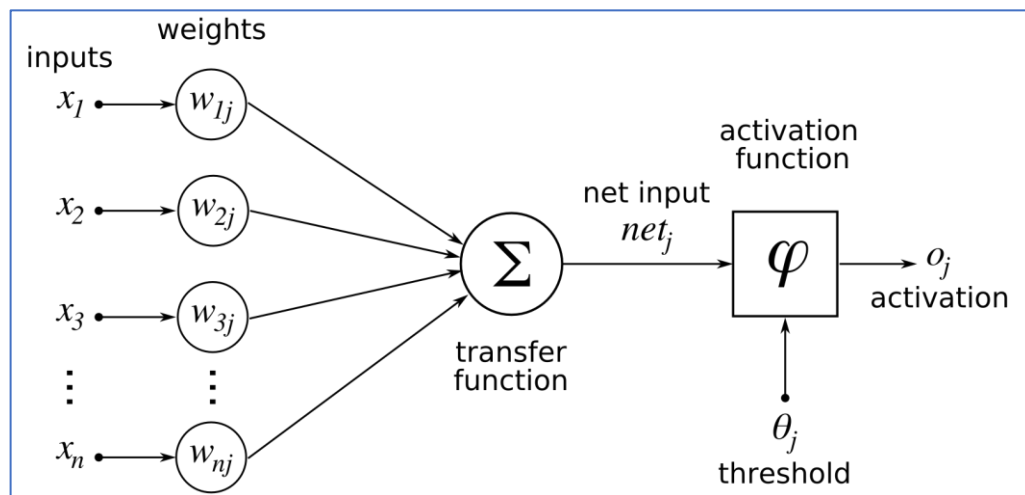 weights
inputs
x₁
w₁ⱼ
x₂
w₂ⱼ
x₃
w₃ⱼ
⋮
⋮
xₙ
wₙⱼ
Σ
transfer
function
net input
netⱼ
activation
function
φ
oⱼ
activation
θⱼ
threshold